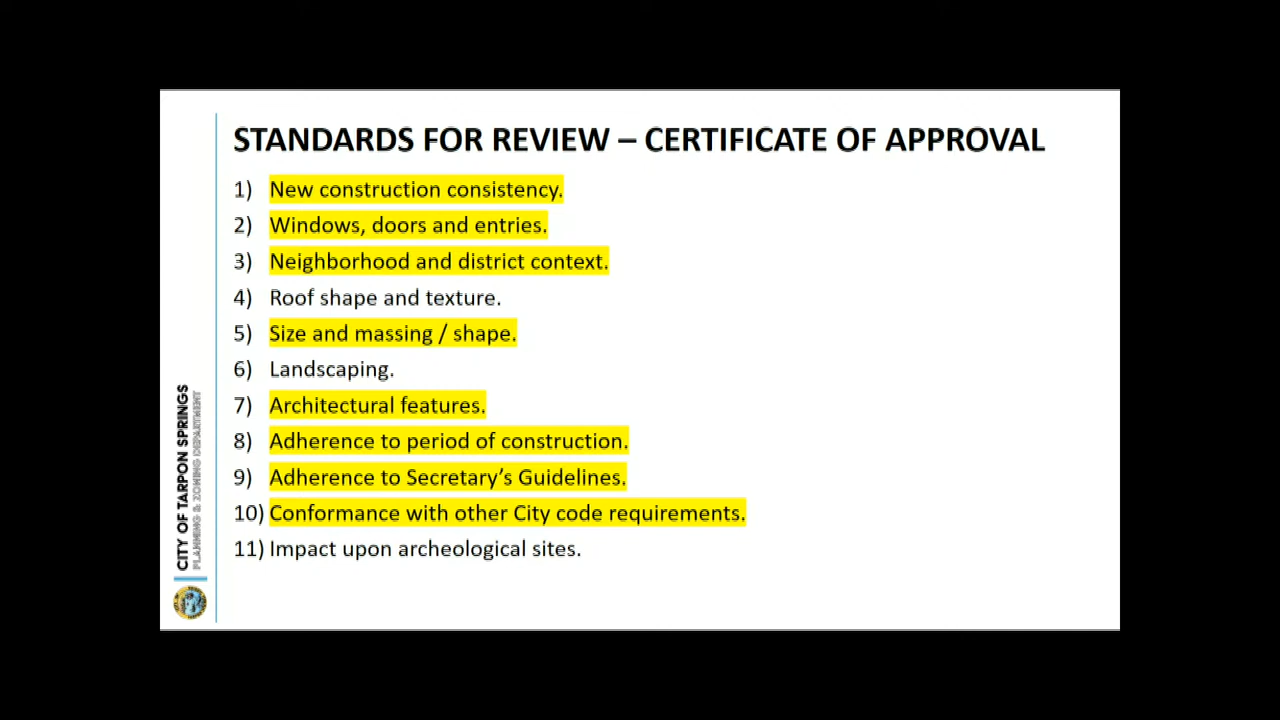 STANDARDS FOR REVIEW – CERTIFICATE OF APPROVAL
1) New construction consistency.
2) Windows, doors and entries.
3) Neighborhood and district context.
4) Roof shape and texture.
5) Size and massing / shape.
6) Landscaping.
7) Architectural features.
8) Adherence to period of construction.
9) Adherence to Secretary’s Guidelines.
10) Conformance with other City code requirements.
11) Impact upon archeological sites.
CITY OF TARPON SPRINGS
PLANNING & ZONING DEPARTMENT